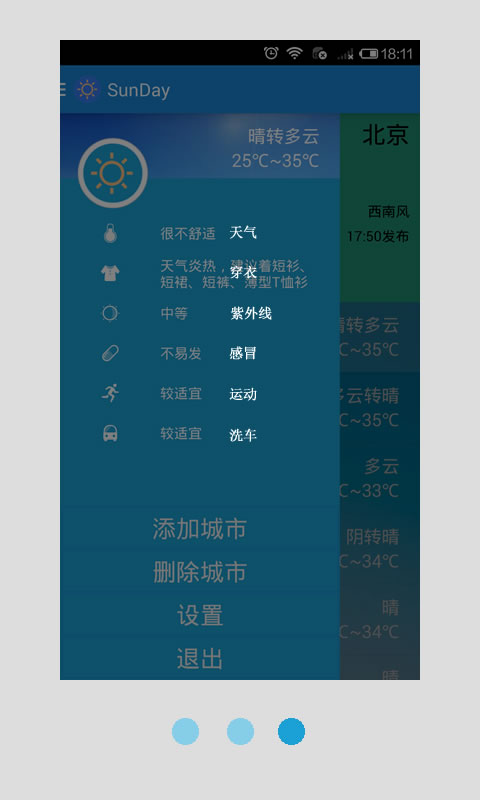 18:11
SunDay
晴转多云
25℃~35℃
北京
西南风
17:50发布
很不舒适 天气
天气炎热，建议着短衫、
短裙、短裤、薄型T恤衫
穿衣
中等 紫外线
不易发 感冒
较适宜 运动
较适宜 洗车
晴转多云
℃~35℃
多云转晴
℃~35℃
多云
℃~33℃
阴转晴
℃~34℃
晴
℃~34℃
晴
添加城市
删除城市
设置
退出